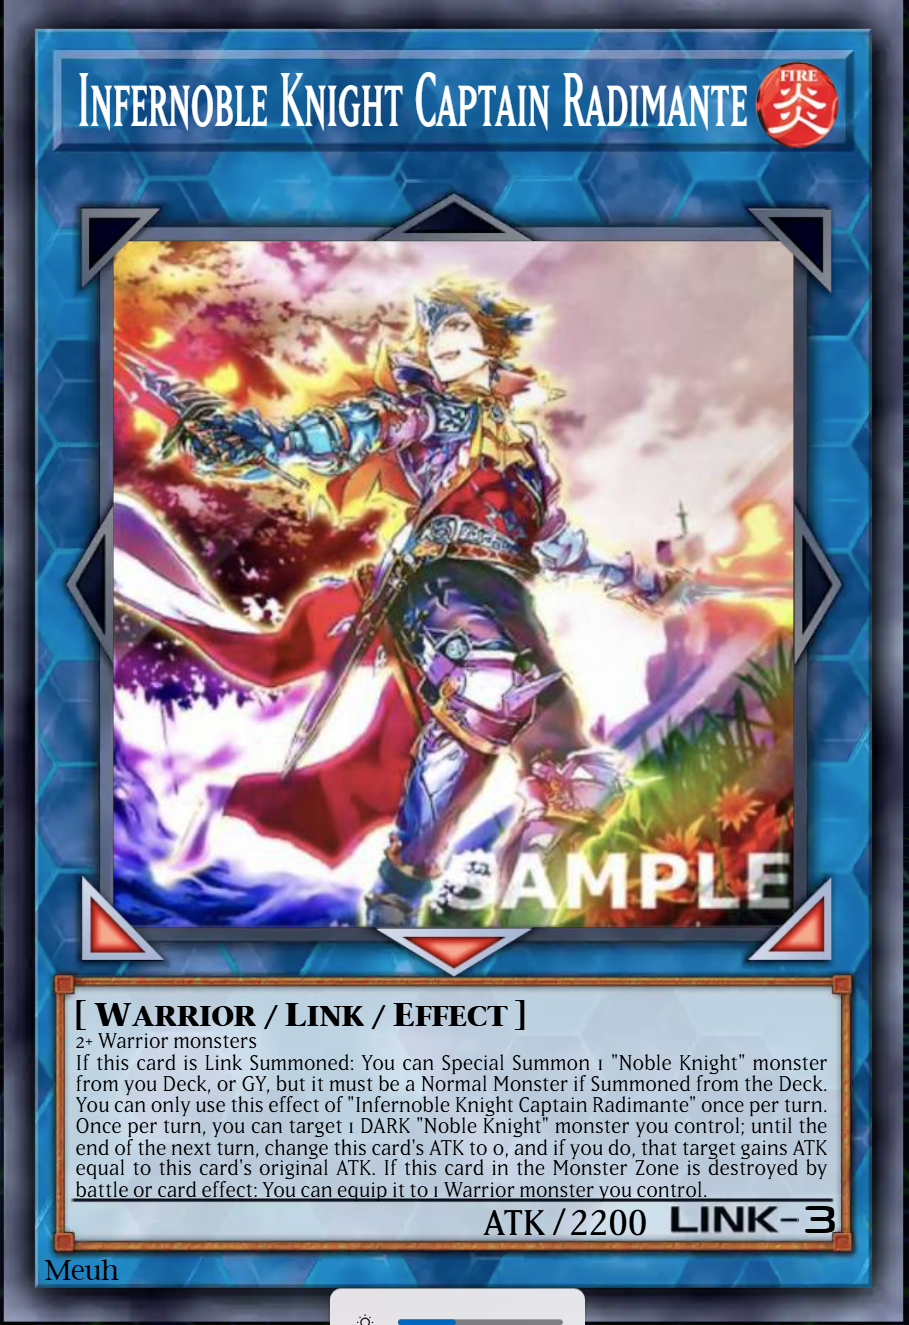 Infernoble Knight Captain Radimante
FIRE
炎
SAMPLE
[ Warrior / Link / Effect ]
2+ Warrior monsters
If this card is Link Summoned: You can Special Summon 1 "Noble Knight" monster
from you Deck, or GY, but it must be a Normal Monster if Summoned from the Deck.
You can only use this effect of "Infernoble Knight Captain Radimante" once per turn.
Once per turn, you can target 1 DARK "Noble Knight" monster you control; until the
end of the next turn, change this card's ATK to 0, and if you do, that target gains ATK
equal to this card's original ATK. If this card in the Monster Zone is destroyed by
battle or card effect: You can equip it to 1 Warrior monster you control.
ATK / 2200 LINK-3
Meuh